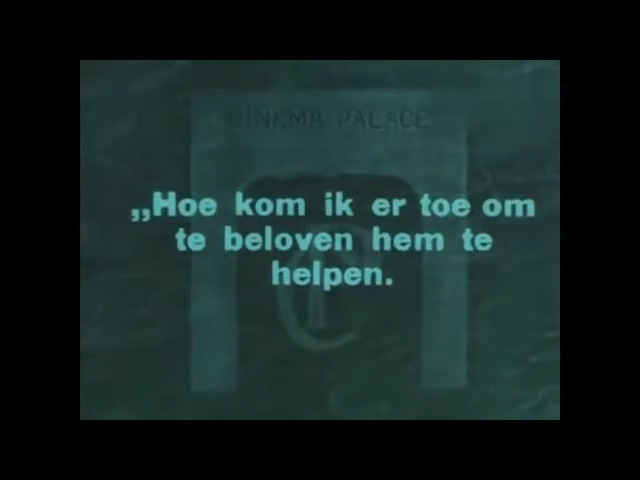 CINEMA PALACE
„Hoe kom ik er toe om
te beloven hem te
helpen.